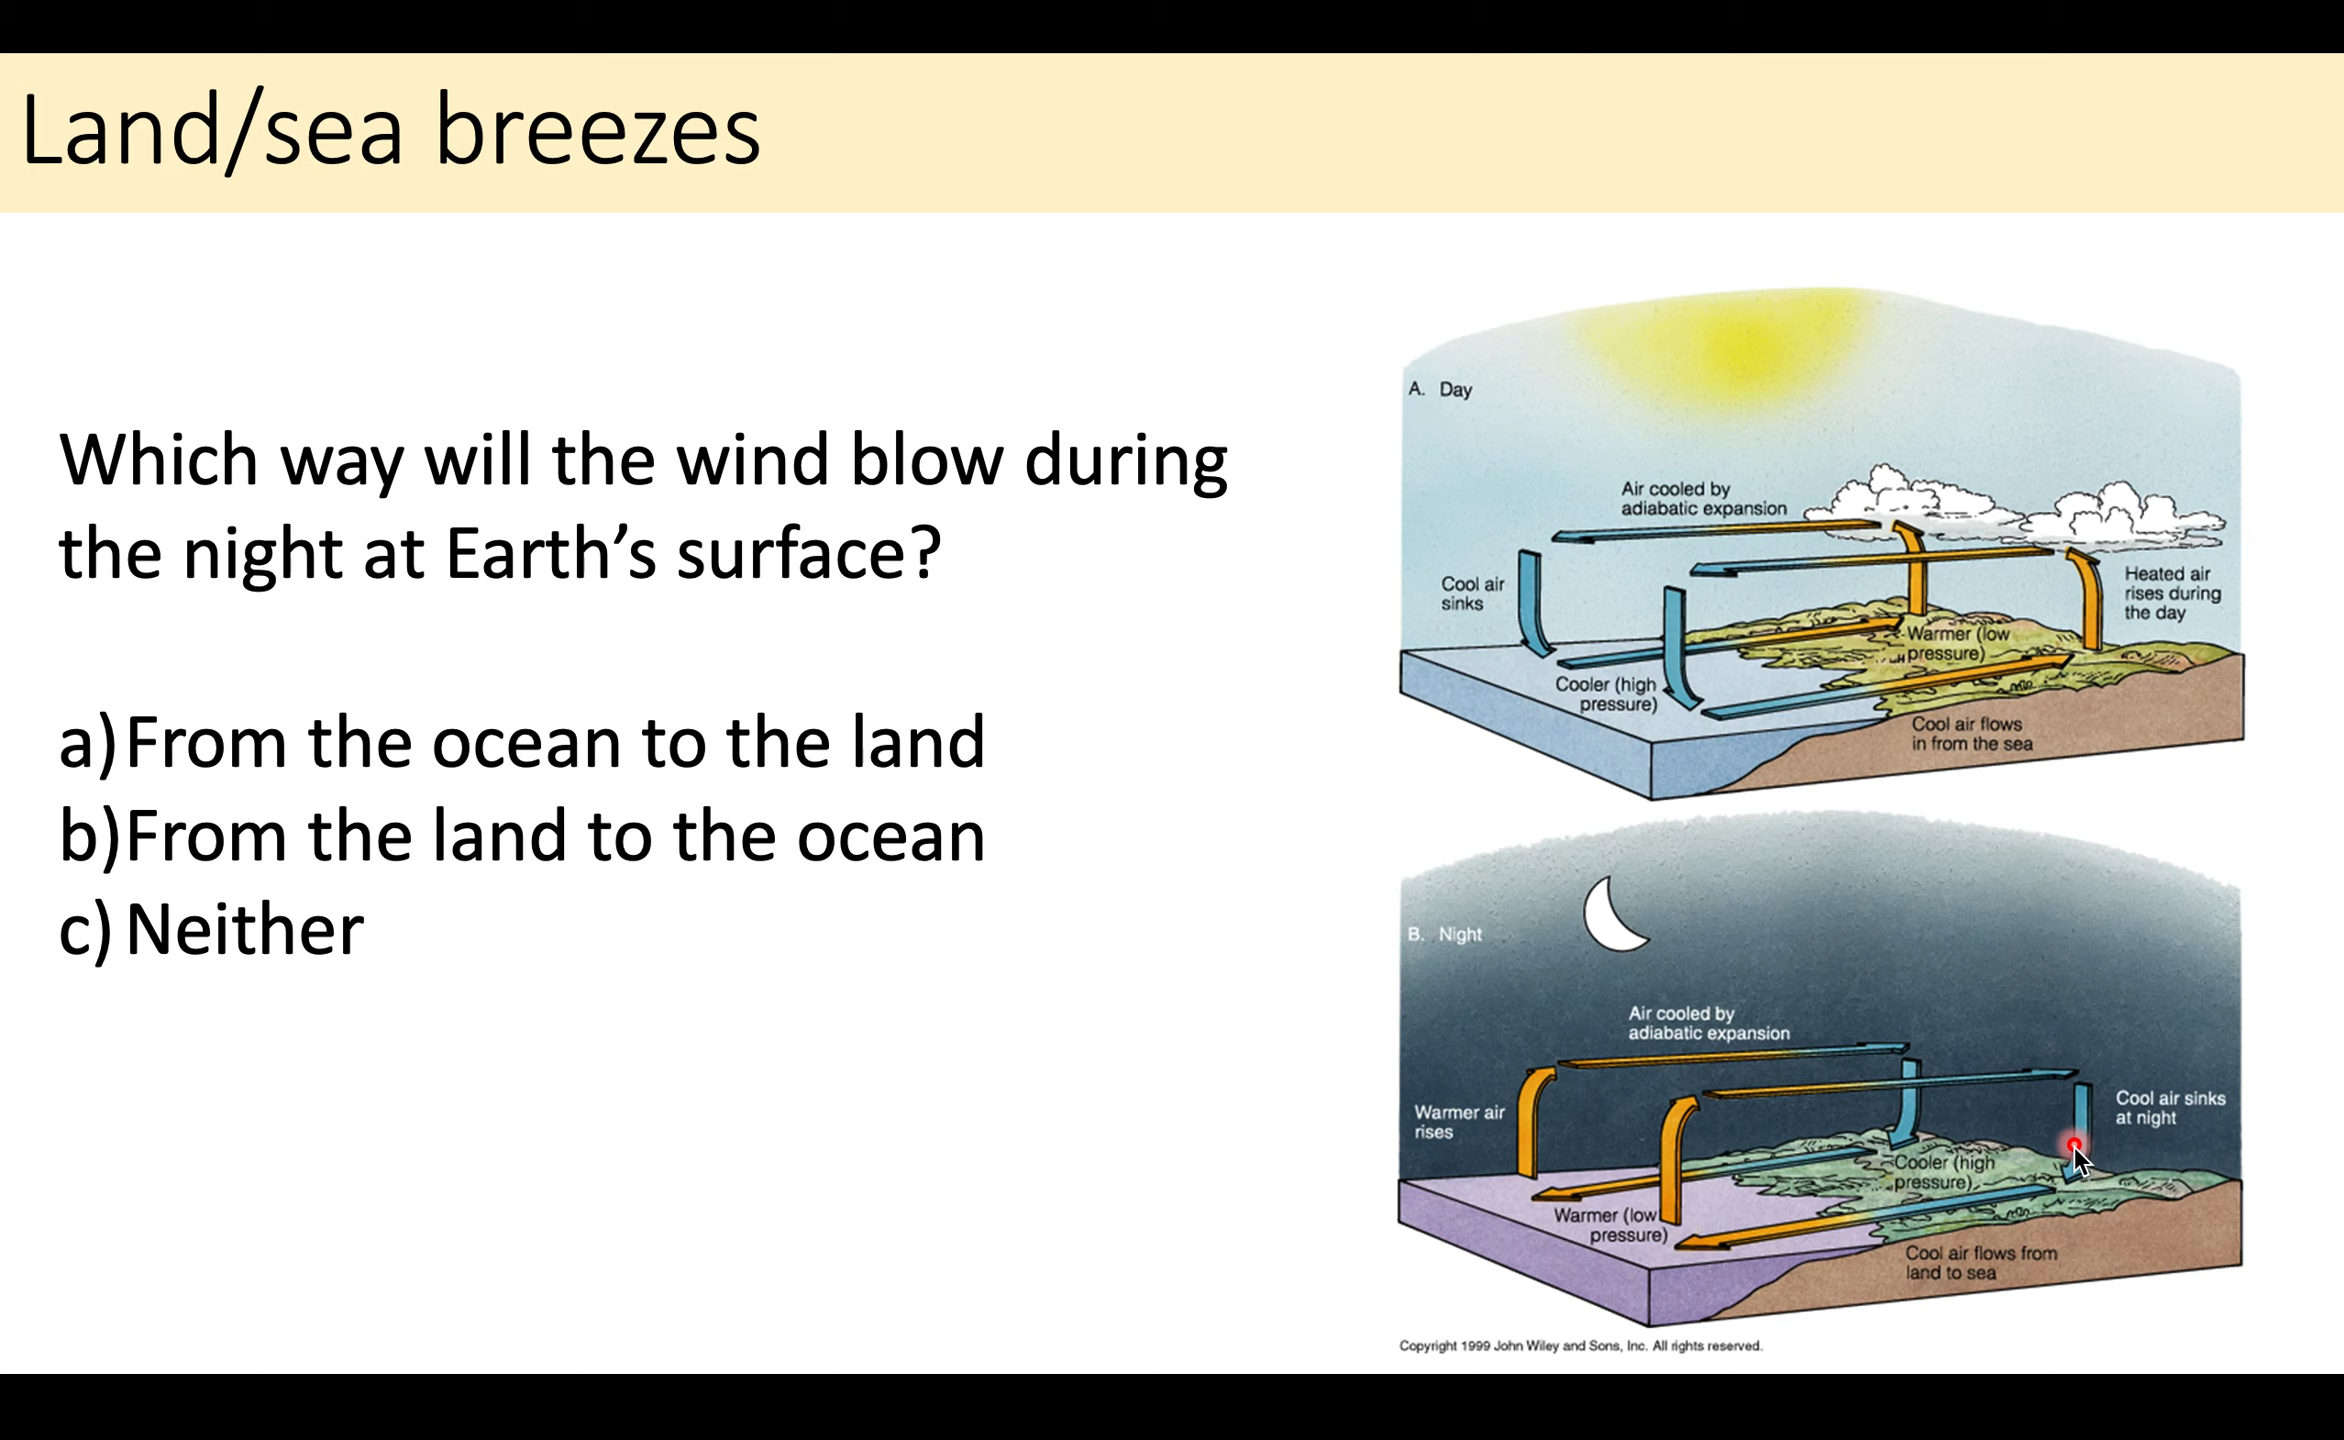 Land/sea breezes
Which way will the wind blow during
the night at Earth’s surface?
a) From the ocean to the land
b) From the land to the ocean
c) Neither
A. Day
Air cooled by
adiabatic expansion
Cool air
sinks
Heated air
rises during
the day
Warmer (low
pressure)
Cooler (high
pressure)
Cool air flows
in from the sea
B. Night
Air cooled by
adiabatic expansion
Warmer air
rises
Cool air sinks
at night
Cooler (high
pressure)
Warmer (low
pressure)
Cool air flows from
land to sea
Copyright 1999 John Wiley and Sons, Inc. All rights reserved.